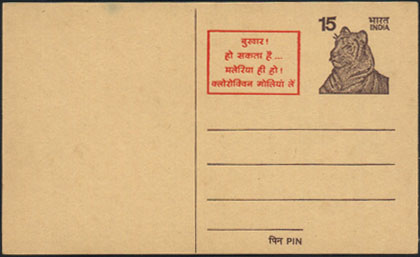 बुखार !
हो सकता है ...
मलेरिया ही हो !
क्लोरोक्विन गोलियां लें
15 भारत
INDIA
पिन PIN